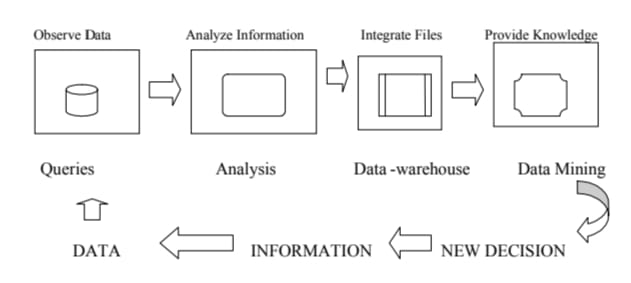 Observe Data Analyze Information Integrate Files Provide Knowledge
Queries Analysis Data -warehouse Data Mining
DATA INFORMATION NEW DECISION